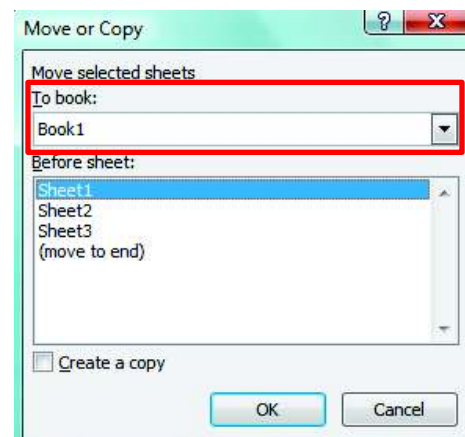 Move or Copy
Move selected sheets
To book:
Book1
Before sheet:
Sheet1
Sheet2
Sheet3
(move to end)
Create a copy
OK Cancel